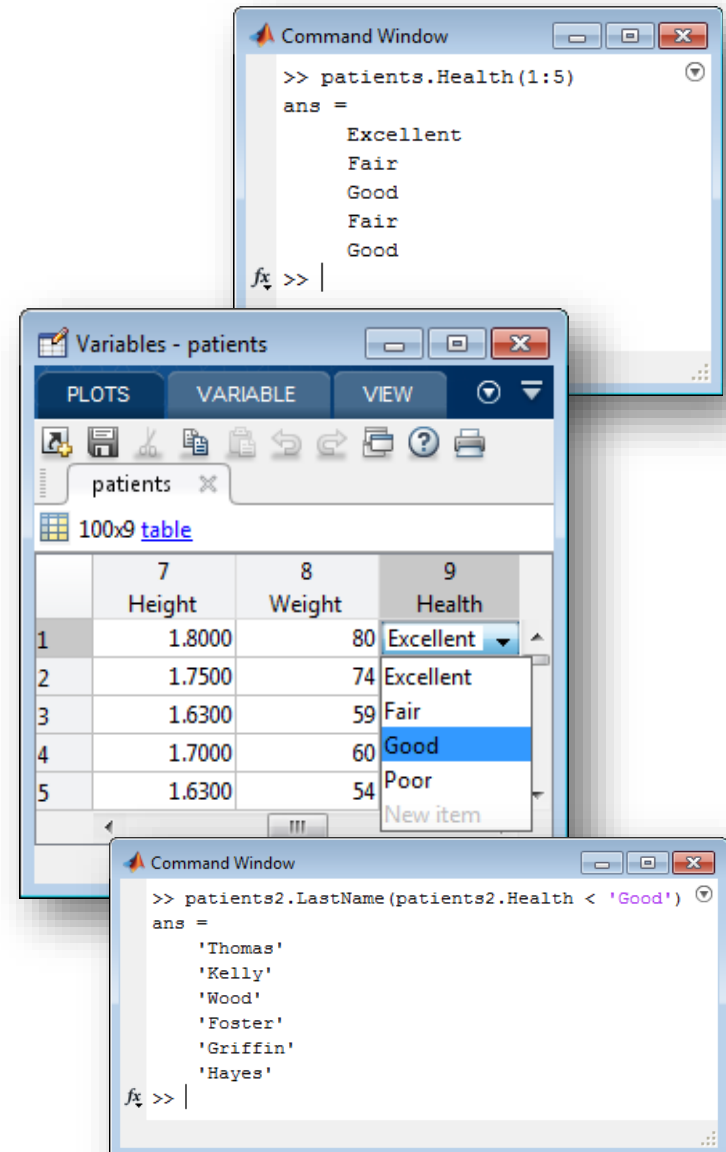 Command Window
>> patients.Health(1:5)
ans =
Excellent
Fair
Good
Fair
Good
fx >>
Variables - patients
PLOTS VARIABLE VIEW
patients
100x9 table
7 8 9
Height Weight Health
1 1.8000 80 Excellent
2 1.7500 74 Excellent
3 1.6300 59 Fair
4 1.7000 60 Good
5 1.6300 54 Poor
New item
Command Window
>> patients2.LastName(patients2.Health < 'Good')
ans =
'Thomas'
'Kelly'
'Wood'
'Foster'
'Griffin'
'Hayes'
fx >>